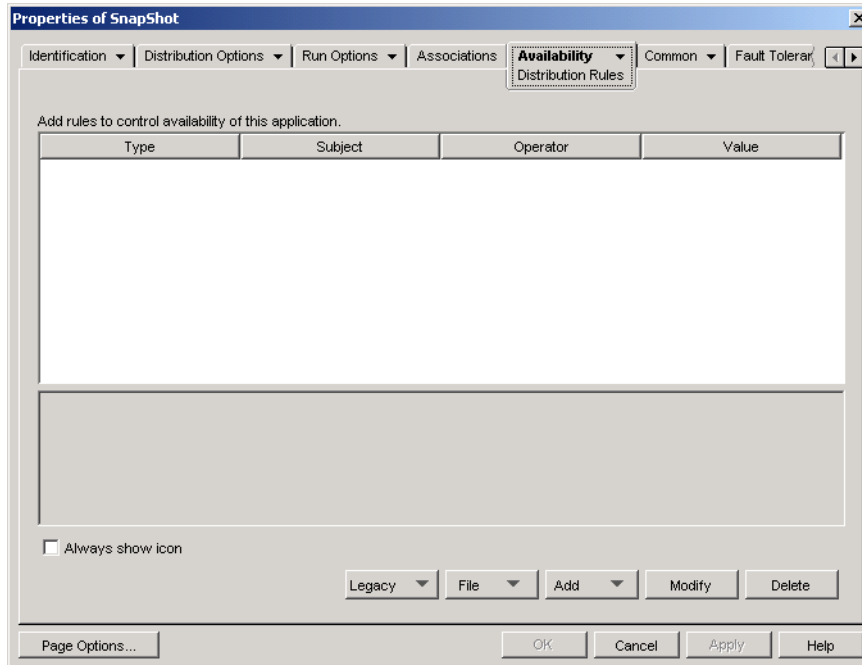 Properties of SnapShot
Identification Distribution Options Run Options Associations Availability Common Fault Toleran
Distribution Rules
Add rules to control availability of this application.
Type Subject Operator Value
Always show icon
Legacy File Add Modify Delete
Page Options... OK Cancel Apply Help